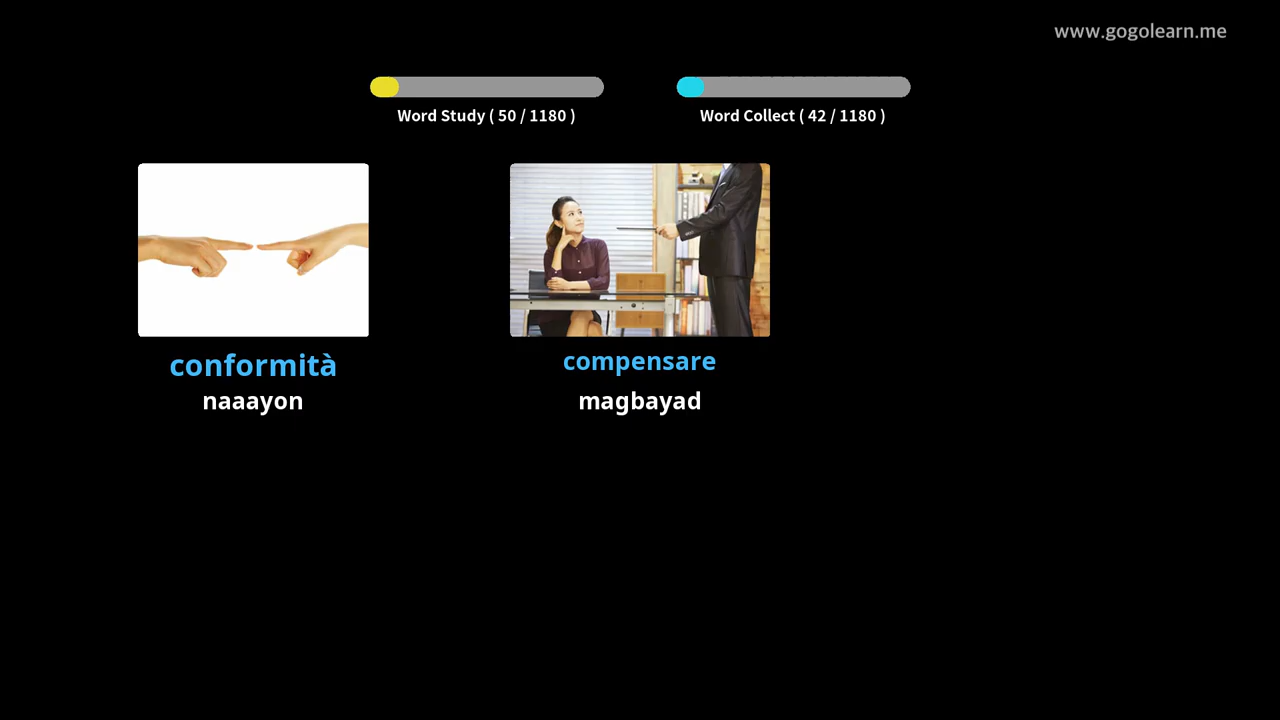 www.gogolearn.me
Word Study ( 50 / 1180 )
Word Collect ( 42 / 1180 )
conformità
naaayon
compensare
magbayad